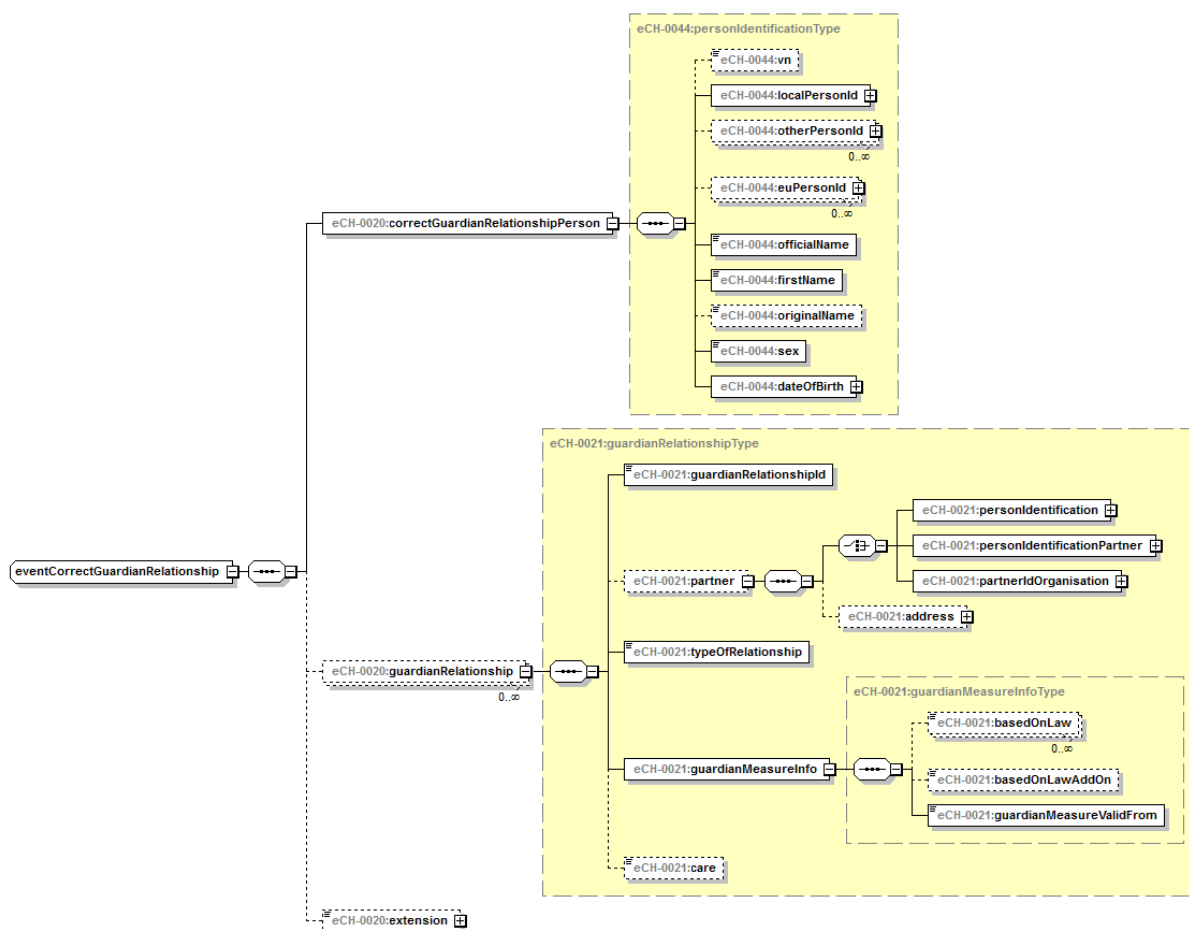 eCH-0044:personIdentificationType
eCH-0044:vn
eCH-0044:localPersonId
eCH-0044:otherPersonId
0..∞
eCH-0044:euPersonId
0..∞
eCH-0020:correctGuardianRelationshipPerson
eCH-0044:officialName
eCH-0044:firstName
eCH-0044:originalName
eCH-0044:sex
eCH-0044:dateOfBirth
eCH-0021:guardianRelationshipType
eCH-0021:guardianRelationshipId
eCH-0021:personIdentification
eCH-0021:personIdentificationPartner
eventCorrectGuardianRelationship
eCH-0021:partner
eCH-0021:partnerIdOrganisation
eCH-0021:address
eCH-0021:typeOfRelationship
eCH-0020:guardianRelationship
0..∞
eCH-0021:guardianMeasureInfoType
eCH-0021:basedOnLaw
0..∞
eCH-0021:guardianMeasureInfo
eCH-0021:basedOnLawAddOn
eCH-0021:guardianMeasureValidFrom
eCH-0021:care
eCH-0020:extension